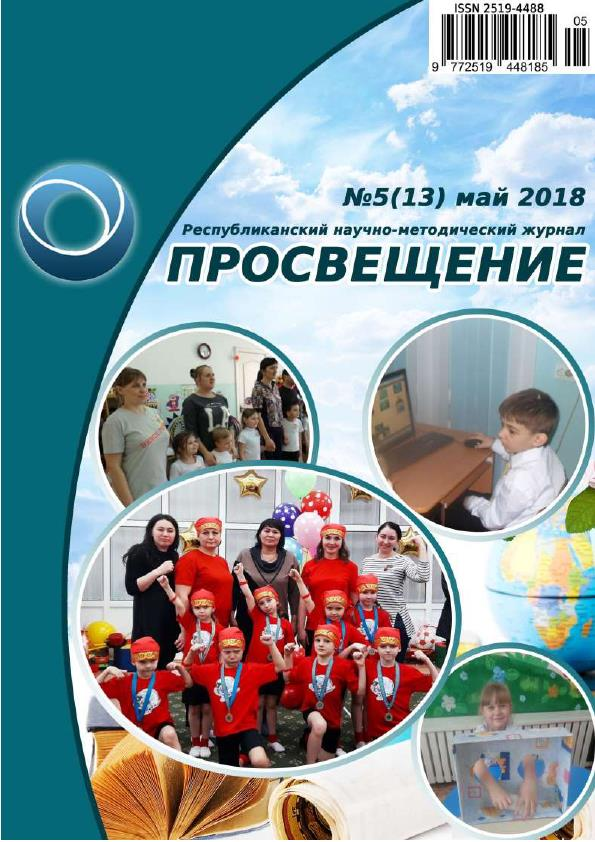 ISSN 2519-4488
05
9 772519 448185
№5(13) май 2018
Республиканский научно-методический журнал
ПРОСВЕЩЕНИЕ